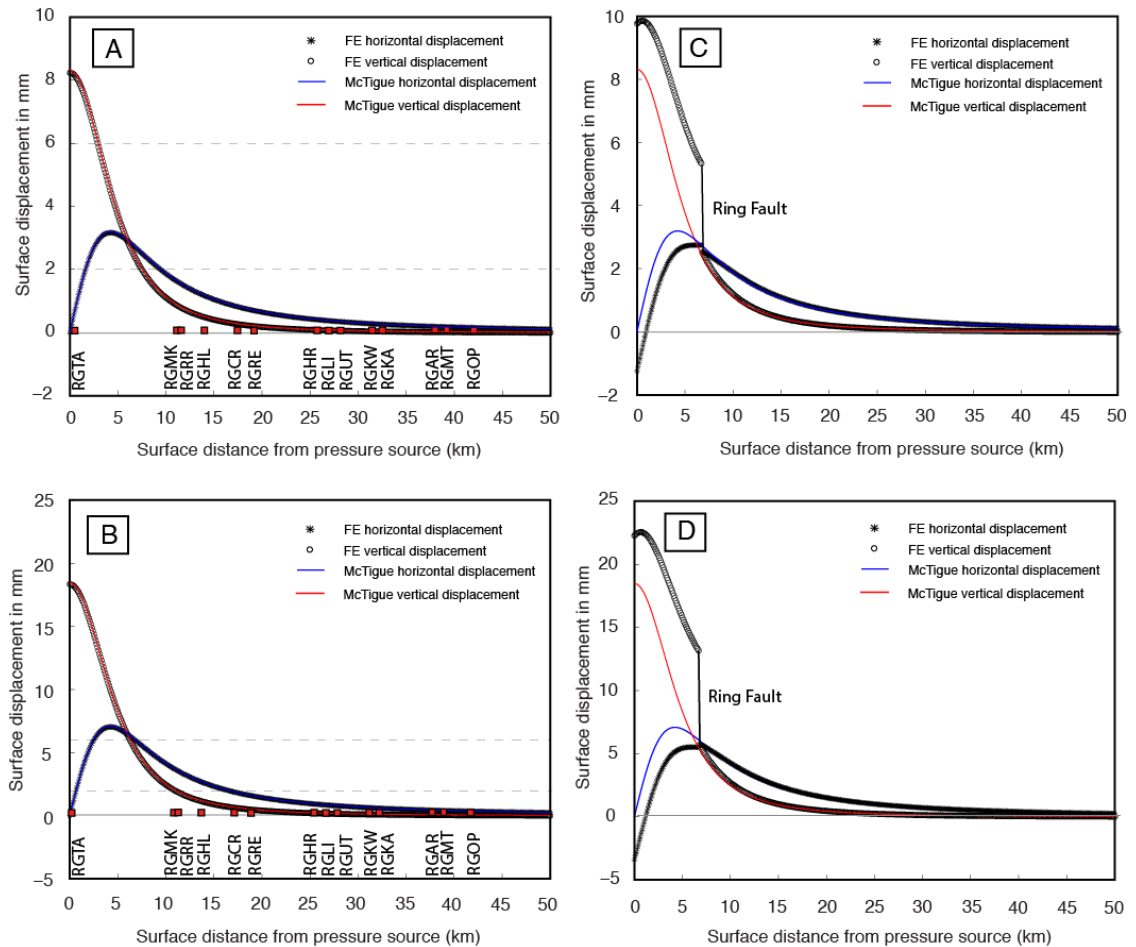 A
FE horizontal displacement
FE vertical displacement
McTigue horizontal displacement
McTigue vertical displacement
Surface displacement in mm
10
8
6
4
2
0
−2
RGTA
RGMK
RGRR
RGHL
RGCR
RGRE
RGHR
RGLI
RGUT
RGKW
RGKA
RGAR
RGMT
RGOP
0 5 10 15 20 25 30 35 40 45 50
Surface distance from pressure source (km)
C
FE horizontal displacement
FE vertical displacement
McTigue horizontal displacement
McTigue vertical displacement
Ring Fault
Surface displacement in mm
10
8
6
4
2
0
−2
0 5 10 15 20 25 30 35 40 45 50
Surface distance from pressure source (km)
B
FE horizontal displacement
FE vertical displacement
McTigue horizontal displacement
McTigue vertical displacement
Surface displacement in mm
25
20
15
10
5
0
−5
RGTA
RGMK
RGRR
RGHL
RGCR
RGRE
RGHR
RGLI
RGUT
RGKW
RGKA
RGAR
RGMT
RGOP
0 5 10 15 20 25 30 35 40 45 50
Surface distance from pressure source (km)
D
FE horizontal displacement
FE vertical displacement
McTigue horizontal displacement
McTigue vertical displacement
Ring Fault
Surface displacement in mm
25
20
15
10
5
0
−5
0 5 10 15 20 25 30 35 40 45 50
Surface distance from pressure source (km)